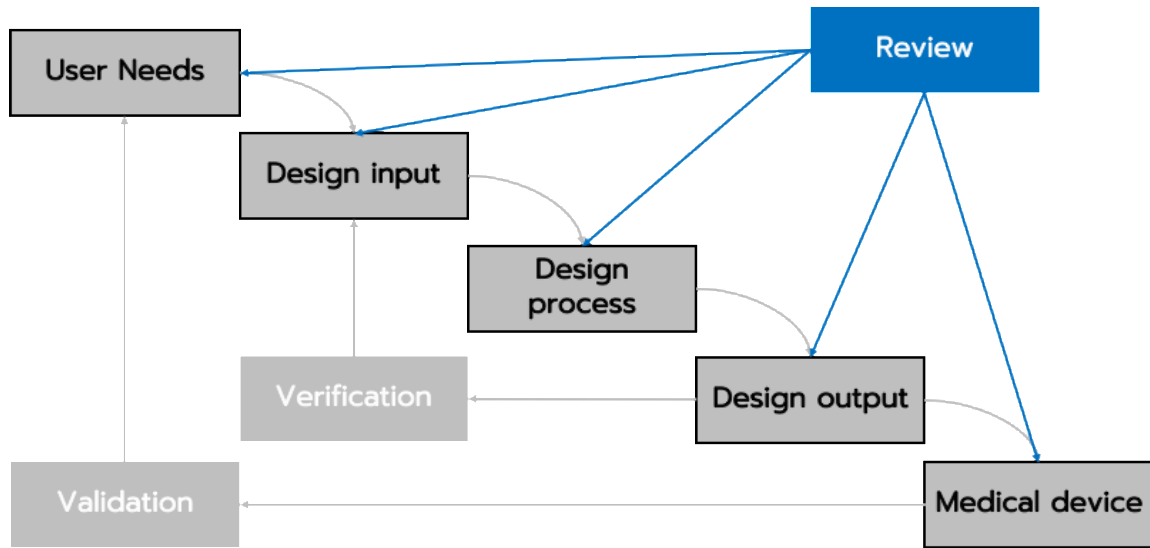 Review
User Needs
Design input
Design
process
Verification
Design output
Validation
Medical device